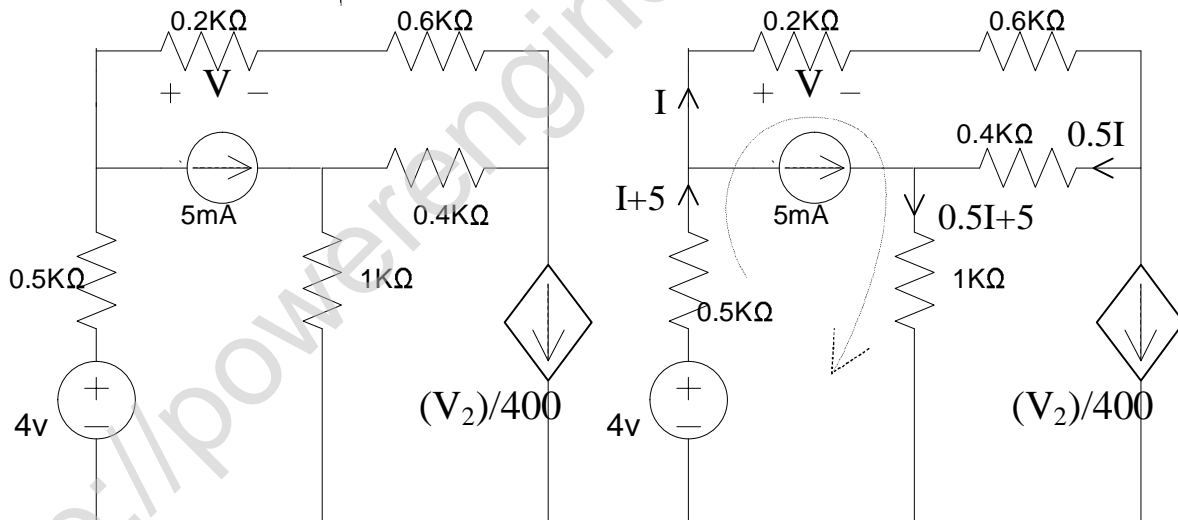 0.2KΩ 0.6KΩ
+ V −
5mA
0.4KΩ
0.5KΩ
1KΩ
+
−
4v
(V₂)/400
0.2KΩ 0.6KΩ
+ V −
I
0.4KΩ 0.5I
I+5
5mA
0.5I+5
1KΩ
0.5KΩ
+
−
4v
(V₂)/400
://powerengine